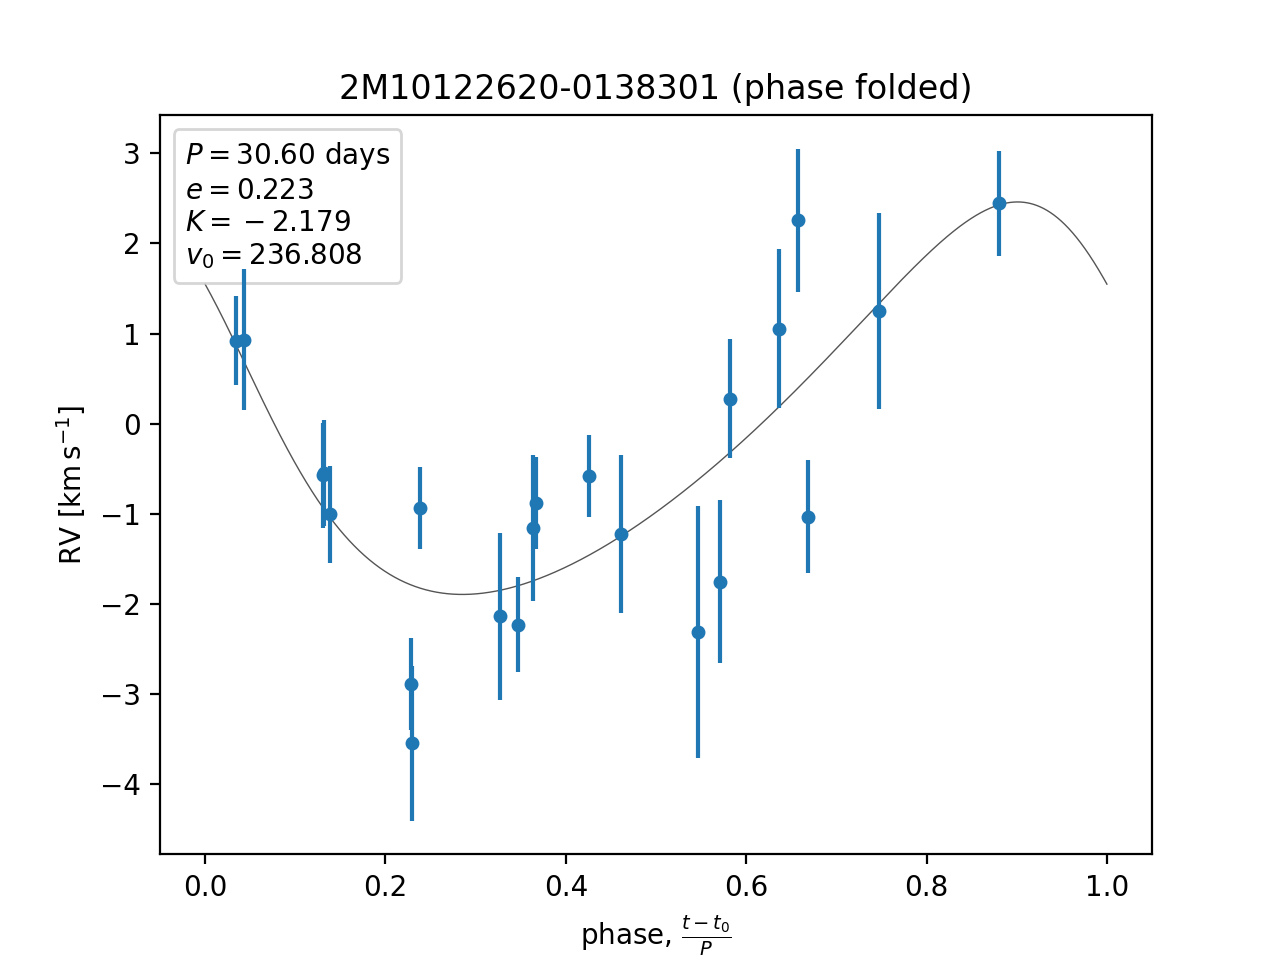 2M10122620-0138301 (phase folded)
P = 30.60 days
e = 0.223
K = −2.179
v₀ = 236.808
3
2
1
0
−1
−2
−3
−4
RV [km s⁻¹]
0.0 0.2 0.4 0.6 0.8 1.0
phase, (t − t₀)/P